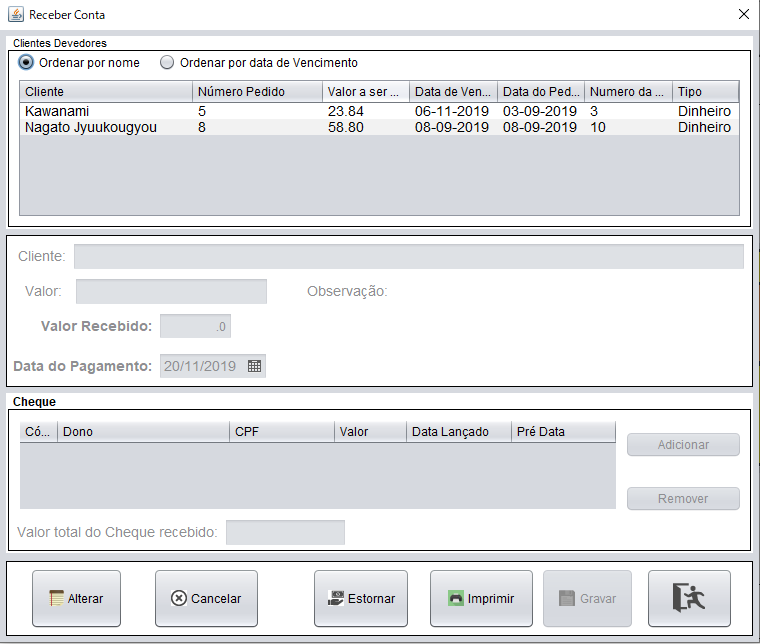 Receber Conta
Clientes Devedores
Ordenar por nome Ordenar por data de Vencimento
Cliente Número Pedido Valor a ser ... Data de Ven... Data do Ped... Numero da ... Tipo
Kawanami 5 23.84 06-11-2019 03-09-2019 3 Dinheiro
Nagato Jyuukougyou 8 58.80 08-09-2019 08-09-2019 10 Dinheiro
Cliente:
Valor: Observação:
Valor Recebido: .0
Data do Pagamento: 20/11/2019
Cheque
Có... Dono CPF Valor Data Lançado Pré Data
Adicionar
Remover
Valor total do Cheque recebido:
Alterar Cancelar Estornar Imprimir Gravar